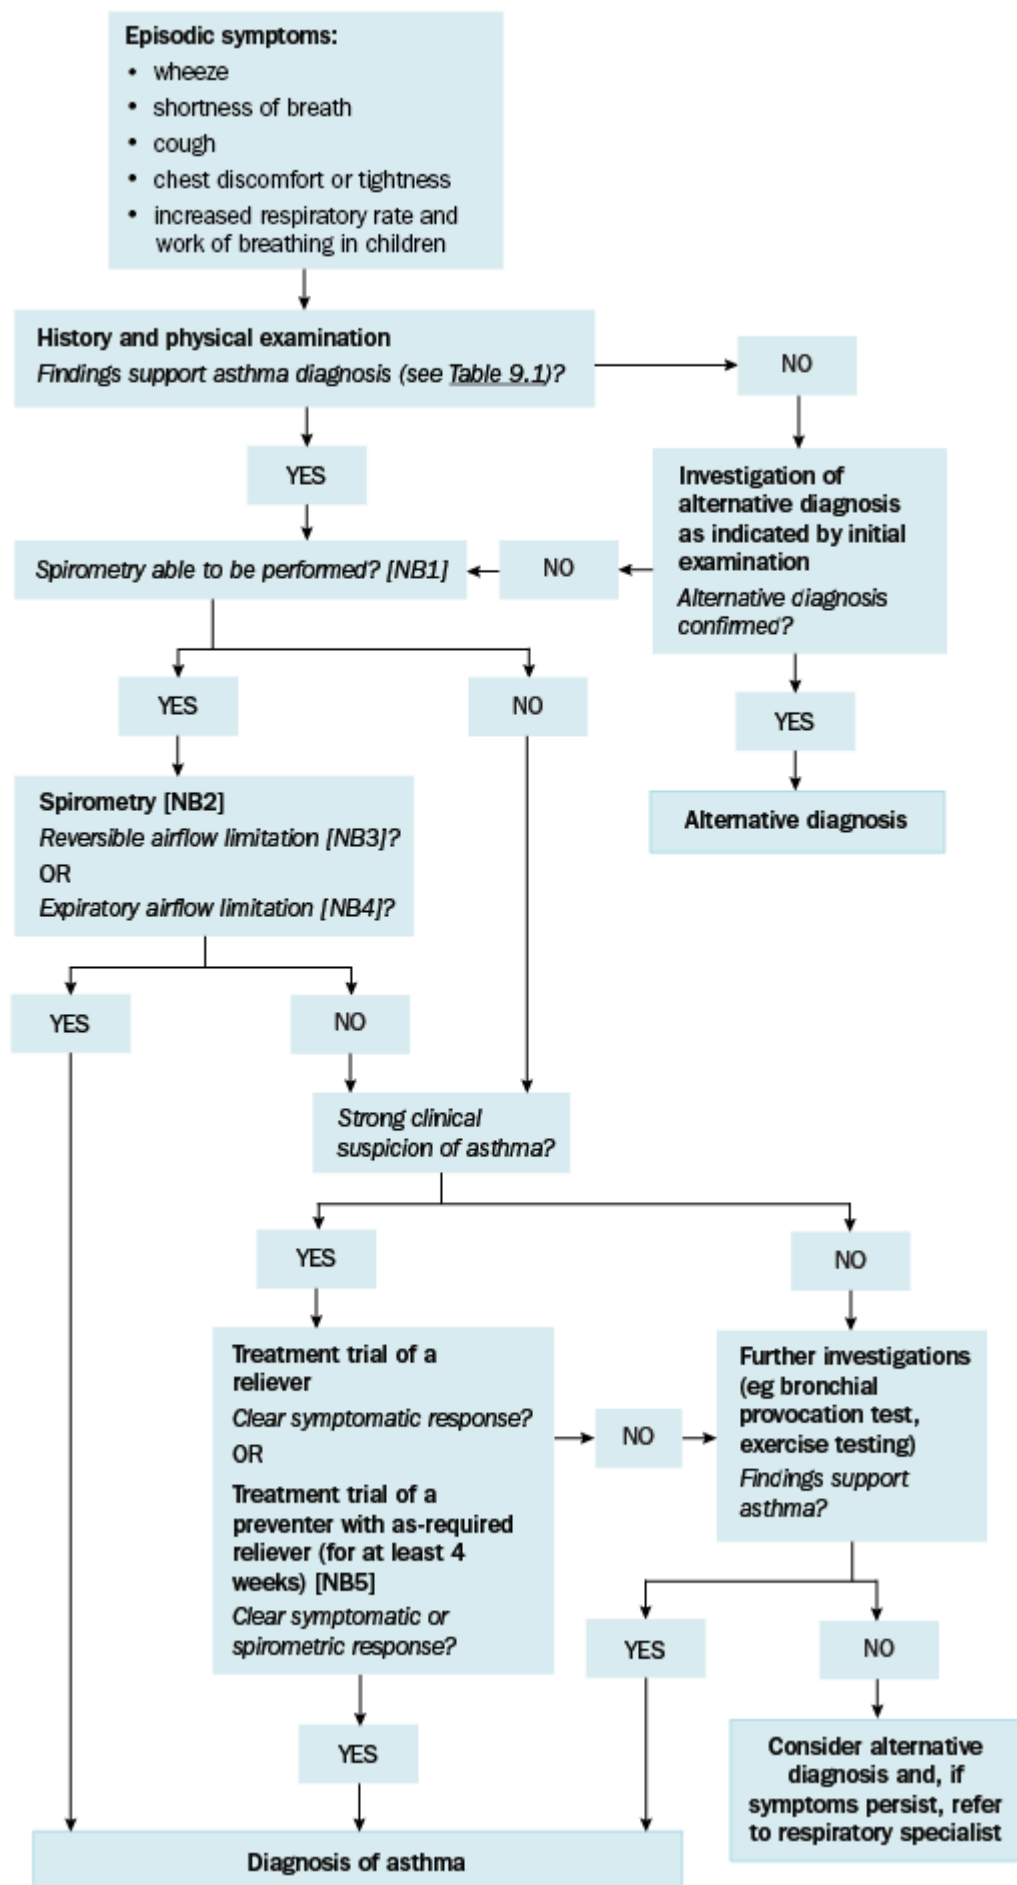 Episodic symptoms:
• wheeze
• shortness of breath
• cough
• chest discomfort or tightness
• increased respiratory rate and
work of breathing in children
History and physical examination
Findings support asthma diagnosis (see Table 9.1)?
NO
YES
Investigation of
alternative diagnosis
as indicated by initial
examination
Alternative diagnosis
confirmed?
Spirometry able to be performed? [NB1]
NO
YES
NO
YES
Alternative diagnosis
Spirometry [NB2]
Reversible airflow limitation [NB3]?
OR
Expiratory airflow limitation [NB4]?
YES
NO
Strong clinical
suspicion of asthma?
YES
NO
Treatment trial of a
reliever
Clear symptomatic response?
OR
Treatment trial of a
preventer with as-required
reliever (for at least 4
weeks) [NB5]
Clear symptomatic or
spirometric response?
NO
Further investigations
(eg bronchial
provocation test,
exercise testing)
Findings support
asthma?
YES
NO
YES
Consider alternative
diagnosis and, if
symptoms persist, refer
to respiratory specialist
Diagnosis of asthma